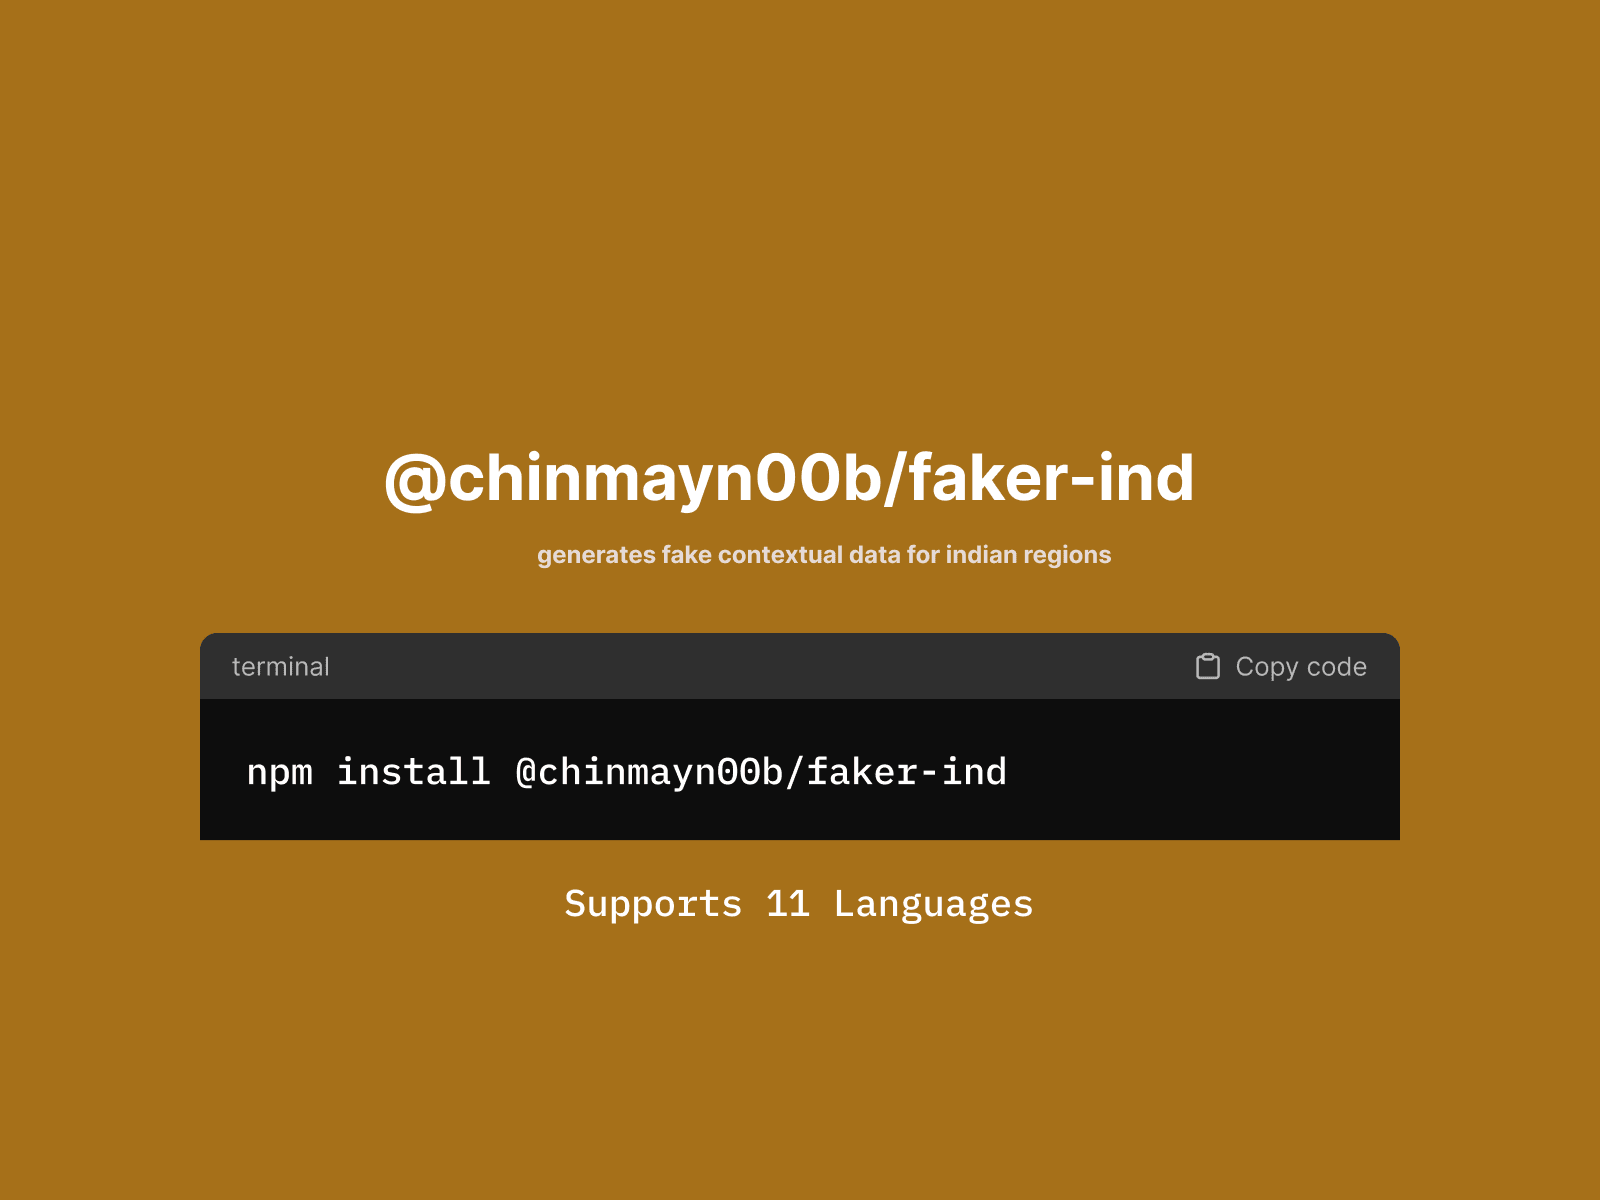 @chinmayn00b/faker-ind
generates fake contextual data for indian regions
terminal
Copy code
npm install @chinmayn00b/faker-ind
Supports 11 Languages